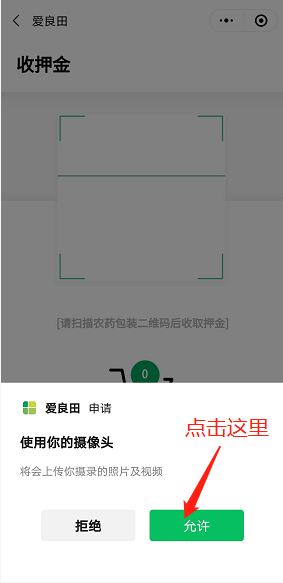 爱良田
收押金
[请扫描农药包装二维码后收取押金]
0
爱良田 申请
点击这里
使用你的摄像头
将会上传你摄录的照片及视频
拒绝 允许